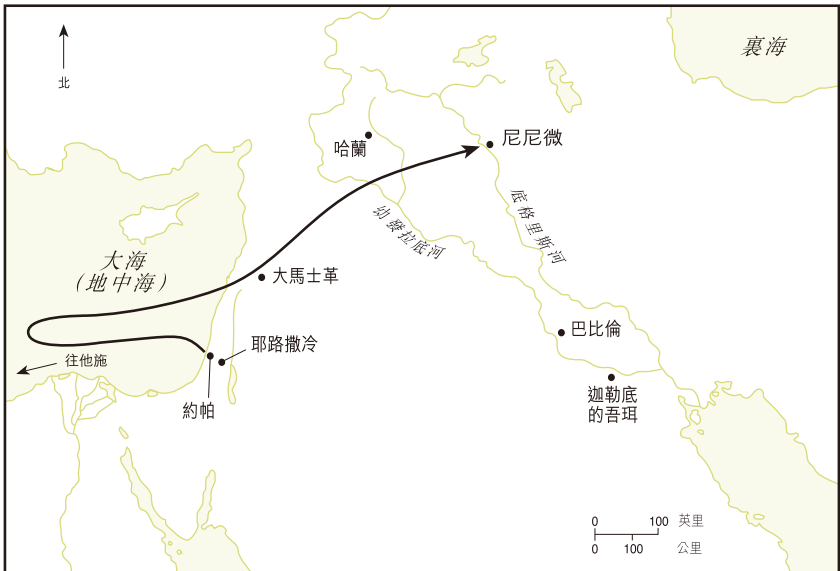 北
裏海
哈蘭
尼尼微
底格里斯河
幼發拉底河
大海
（地中海）
大馬士革
耶路撒冷
往他施
約帕
巴比倫
迦勒底
的吾珥
0 100 英里
0 100 公里